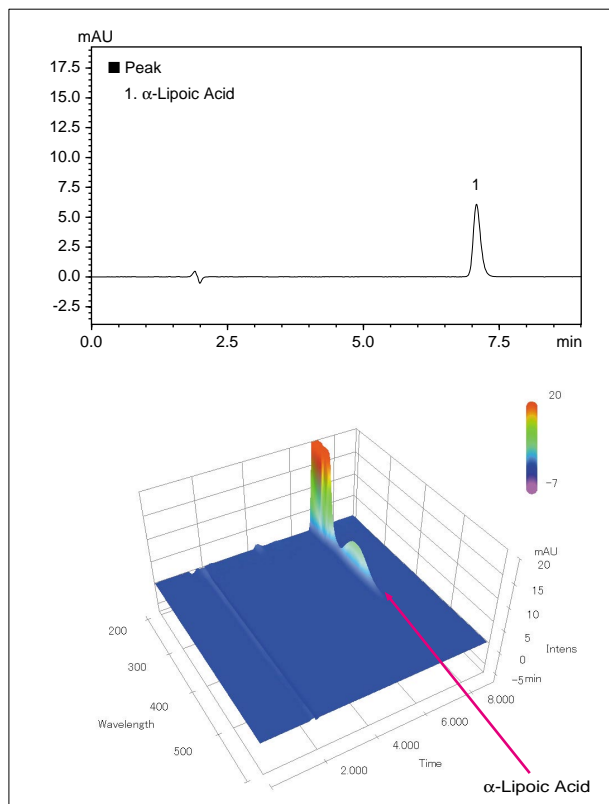 mAU
17.5
15.0
12.5
10.0
7.5
5.0
2.5
0.0
-2.5
■ Peak
1. α-Lipoic Acid
1
0.0 2.5 5.0 7.5 min
20
-7
mAU
20
15
10
5
0
-5
Intens
min
200
300
400
500
Wavelength
2.000
4.000
6.000
8.000
Time
α-Lipoic Acid